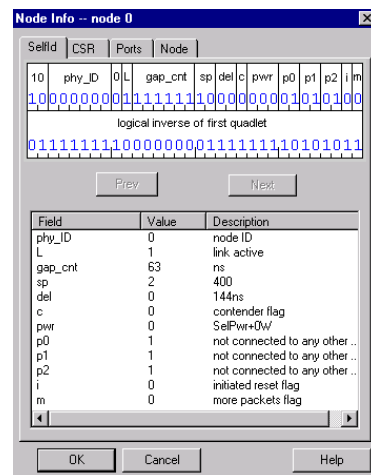 Node Info -- node 0
SelfId CSR Ports Node
10 phy_ID 0 L gap_cnt sp del c pwr p0 p1 p2 i m
10000000011111111000000001010100
logical inverse of first quadlet
01111111100000000111111110101011
Prev Next
Field Value Description
phy_ID 0 node ID
L 1 link active
gap_cnt 63 ns
sp 2 400
del 0 144ns
c 0 contender flag
pwr 0 SelPwr+0W
p0 1 not connected to any other ..
p1 1 not connected to any other ..
p2 1 not connected to any other ..
i 0 initiated reset flag
m 0 more packets flag
OK Cancel Help